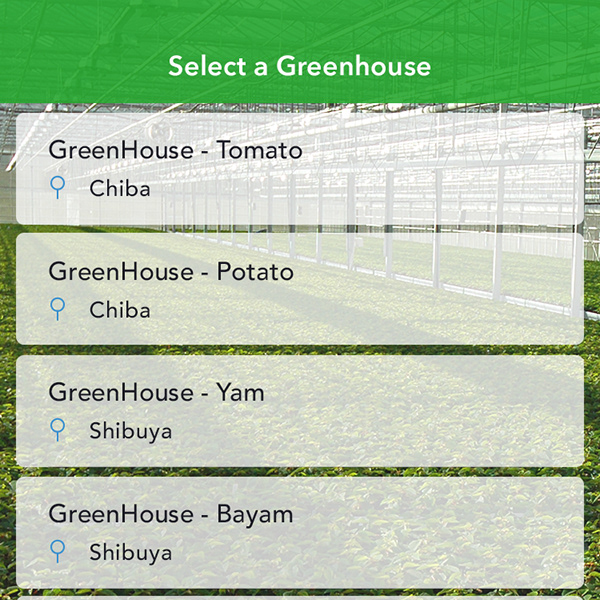 Select a Greenhouse
GreenHouse - Tomato
Chiba
GreenHouse - Potato
Chiba
GreenHouse - Yam
Shibuya
GreenHouse - Bayam
Shibuya